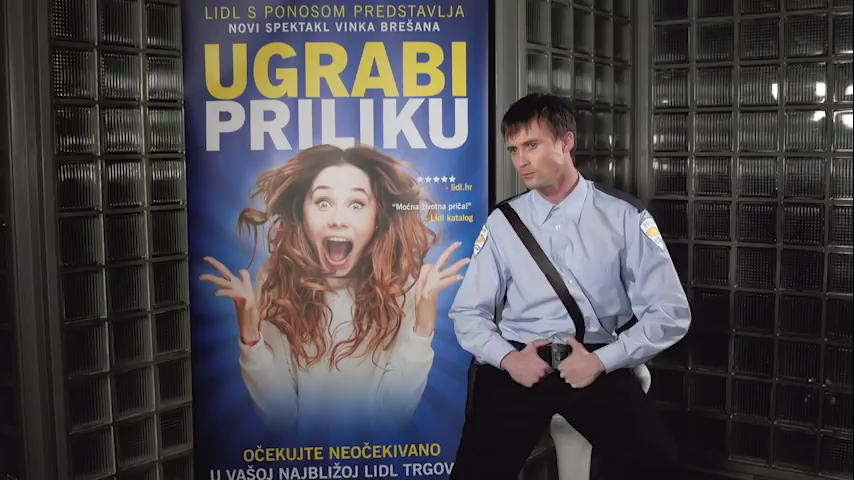 LIDL S PONOSOM PREDSTAVLJA
NOVI SPEKTAKL VINKA BREŠANA
UGRABI
PRILIKU
★★★★★
- lidl.hr
"Moćna životna priča!"
- Lidl katalog
OČEKUJTE NEOČEKIVANO
U VAŠOJ NAJBLIŽOJ LIDL TRGOV